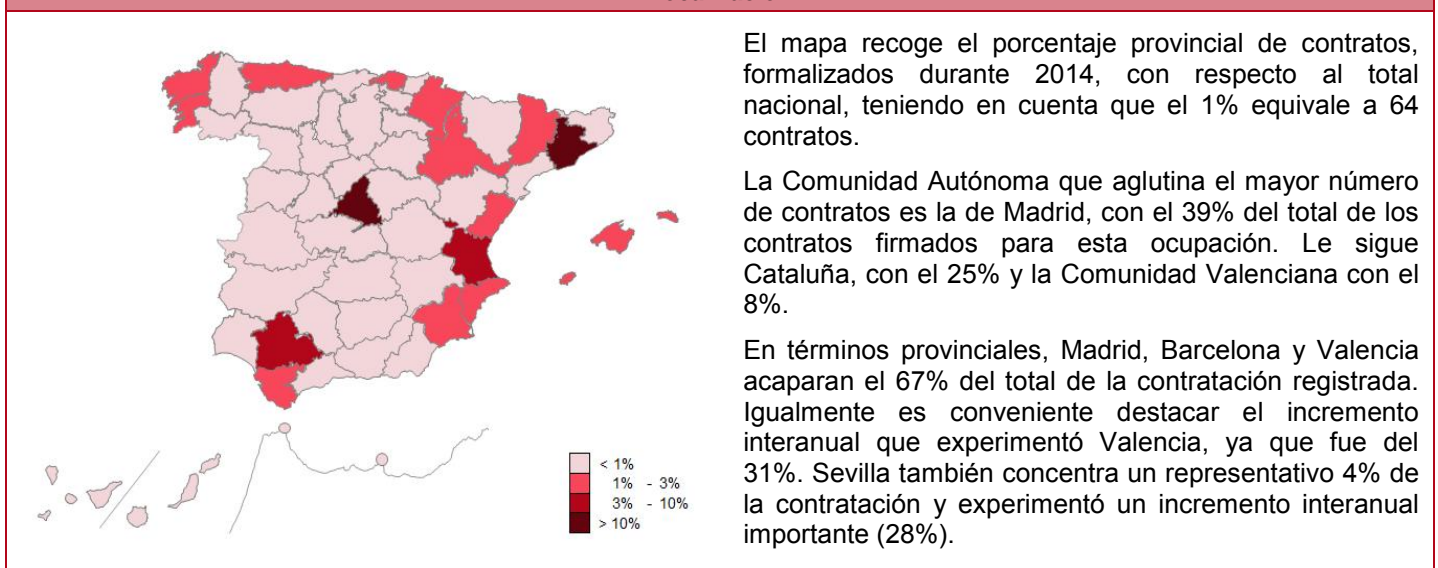 El mapa recoge el porcentaje provincial de contratos,
formalizados durante 2014, con respecto al total
nacional, teniendo en cuenta que el 1% equivale a 64
contratos.
La Comunidad Autónoma que aglutina el mayor número
de contratos es la de Madrid, con el 39% del total de los
contratos firmados para esta ocupación. Le sigue
Cataluña, con el 25% y la Comunidad Valenciana con el
8%.
En términos provinciales, Madrid, Barcelona y Valencia
acaparan el 67% del total de la contratación registrada.
Igualmente es conveniente destacar el incremento
interanual que experimentó Valencia, ya que fue del
31%. Sevilla también concentra un representativo 4% de
la contratación y experimentó un incremento interanual
importante (28%).
< 1%
1% - 3%
3% - 10%
> 10%